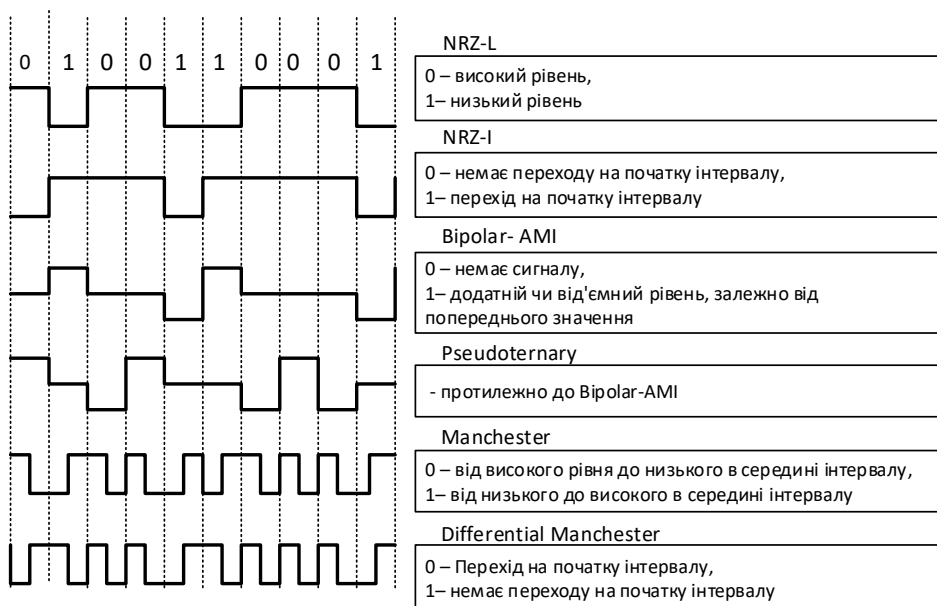 0 1 0 0 1 1 0 0 0 1
NRZ-L
0 – високий рівень,
1– низький рівень
NRZ-I
0 – немає переходу на початку інтервалу,
1– перехід на початку інтервалу
Bipolar- AMI
0 – немає сигналу,
1– додатній чи від'ємний рівень, залежно від
попереднього значення
Pseudoternary
- протилежно до Bipolar-AMI
Manchester
0 – від високого рівня до низького в середині інтервалу,
1– від низького до високого в середині інтервалу
Differential Manchester
0 – Перехід на початку інтервалу,
1– немає переходу на початку інтервалу